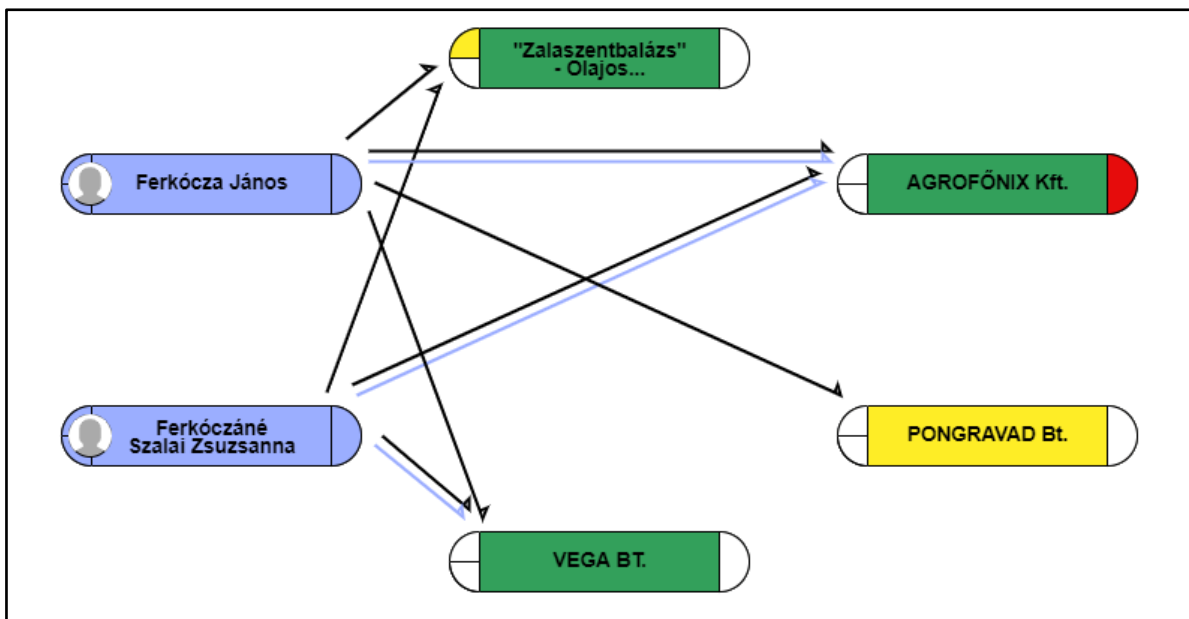 "Zalaszentbalázs"
- Olajos...
Ferkócza János
AGROFŐNIX Kft.
Ferkóczáné
Szalai Zsuzsanna
PONGRAVAD Bt.
VEGA BT.